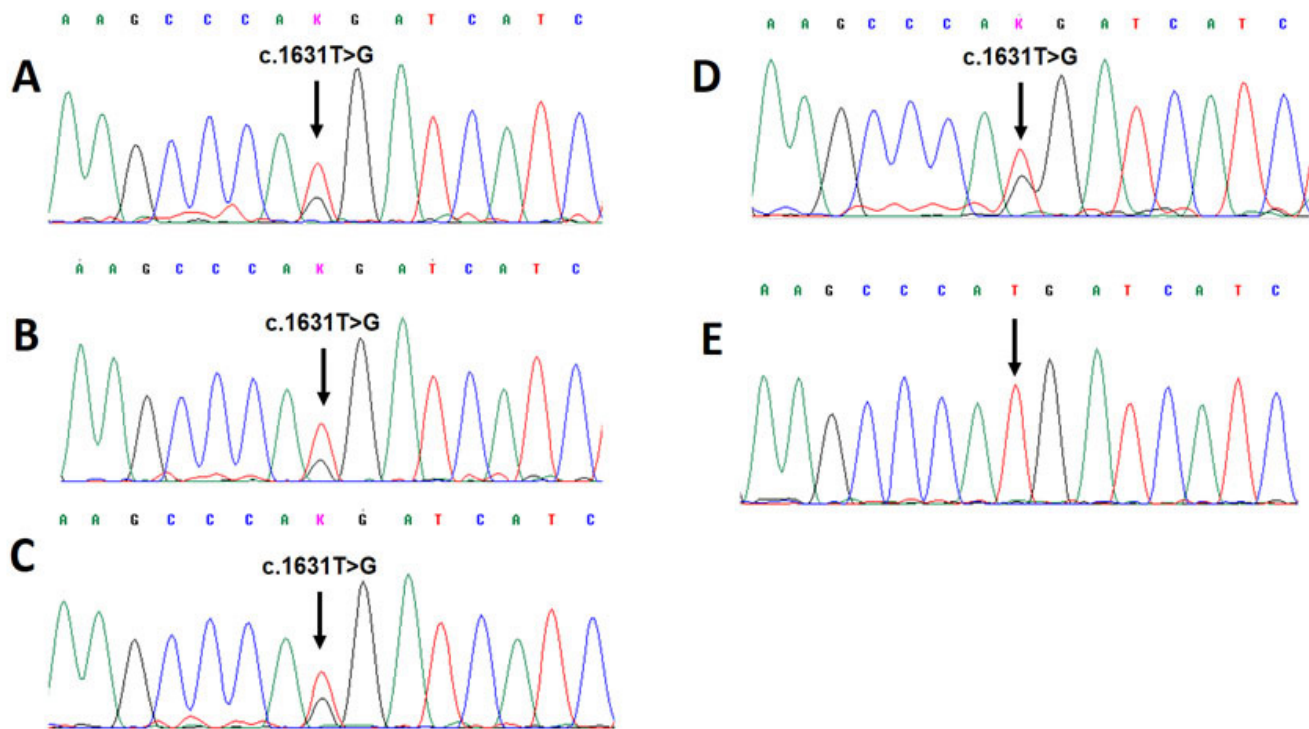 A A G C C C A K G A T C A T C
A
c.1631T>G
A A G C C C A K G A T C A T C
B
c.1631T>G
A A G C C C A K G A T C A T C
C
c.1631T>G
A A G C C C A K G A T C A T C
D
c.1631T>G
A A G C C C A T G A T C A T C
E